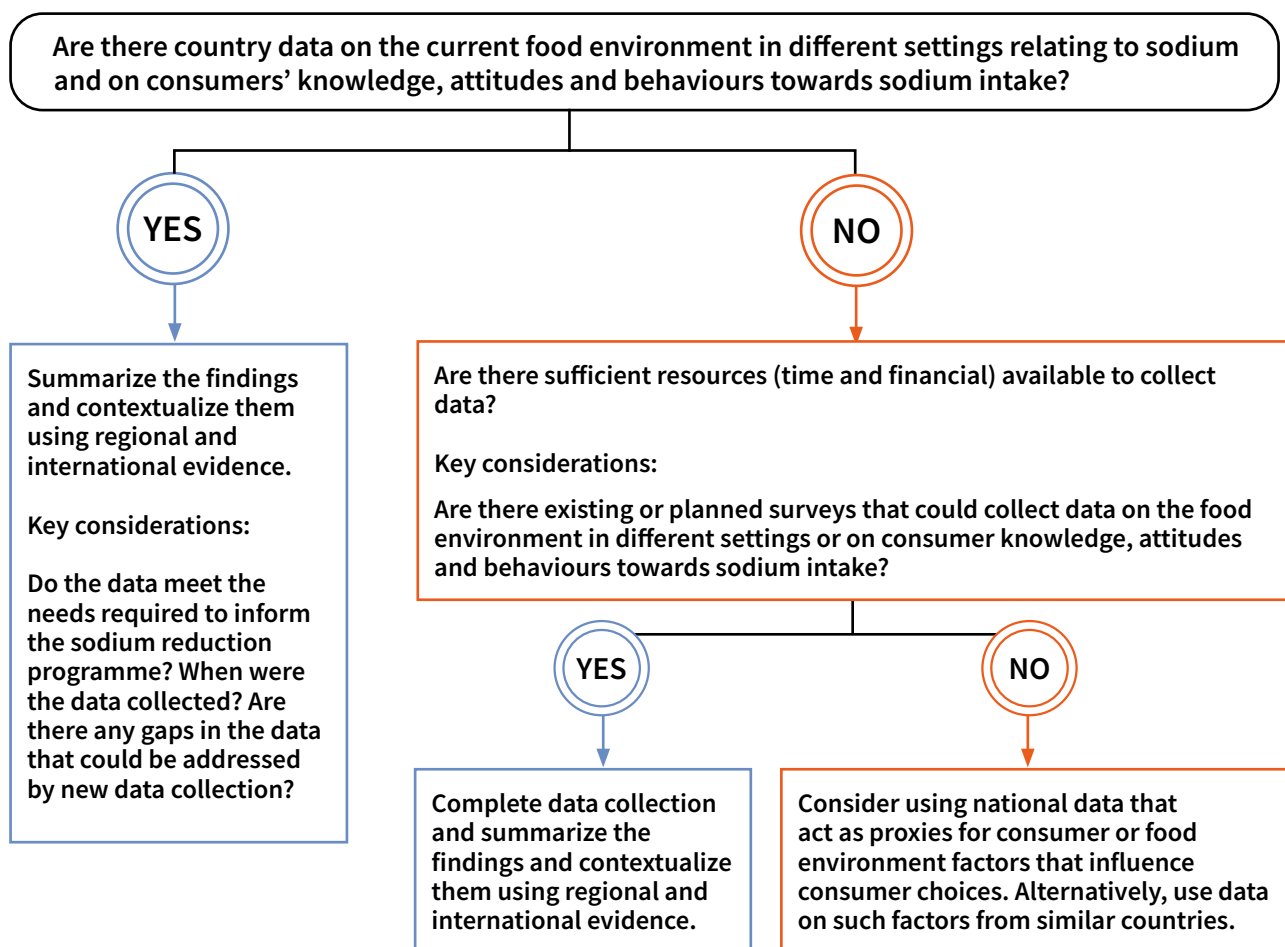 Are there country data on the current food environment in different settings relating to sodium
and on consumers’ knowledge, attitudes and behaviours towards sodium intake?
YES
NO
Summarize the findings
and contextualize them
using regional and
international evidence.
Key considerations:
Do the data meet the
needs required to inform
the sodium reduction
programme? When were
the data collected? Are
there any gaps in the data
that could be addressed
by new data collection?
Are there sufficient resources (time and financial) available to collect
data?
Key considerations:
Are there existing or planned surveys that could collect data on the food
environment in different settings or on consumer knowledge, attitudes
and behaviours towards sodium intake?
YES
NO
Complete data collection
and summarize the
findings and contextualize
them using regional and
international evidence.
Consider using national data that
act as proxies for consumer or food
environment factors that influence
consumer choices. Alternatively, use data
on such factors from similar countries.